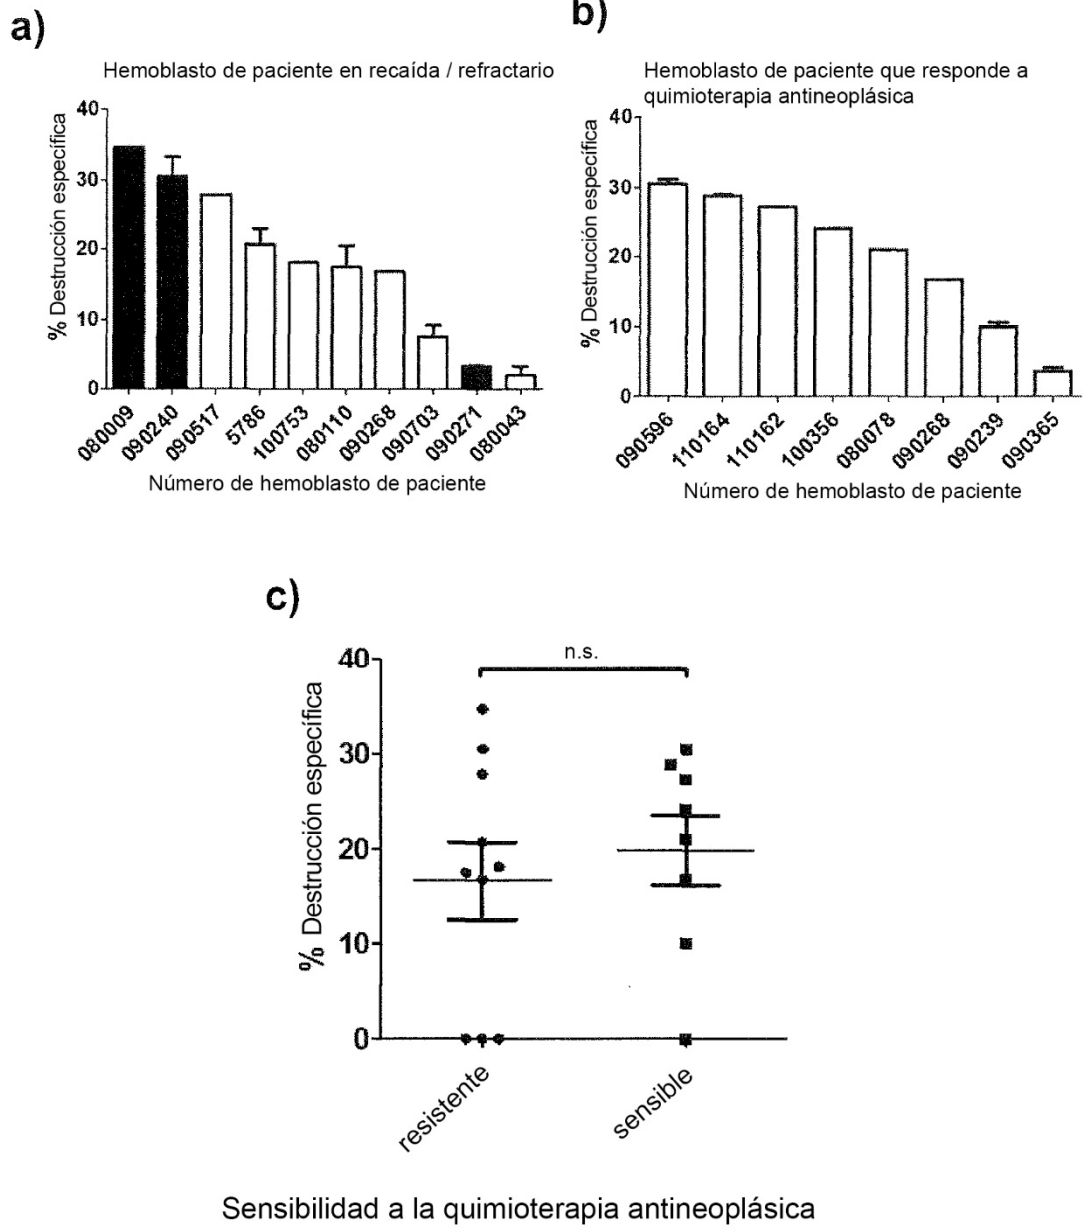 a)
Hemoblasto de paciente en recaída / refractario
% Destrucción específica
40
30
20
10
0
080009
090240
090517
5786
100753
080110
090268
090703
090271
080043
Número de hemoblasto de paciente
b)
Hemoblasto de paciente que responde a
quimioterapia antineoplásica
% Destrucción específica
40
30
20
10
0
090596
110164
110162
100356
080078
090268
090239
090365
Número de hemoblasto de paciente
c)
% Destrucción específica
40
30
20
10
0
n.s.
resistente
sensible
Sensibilidad a la quimioterapia antineoplásica